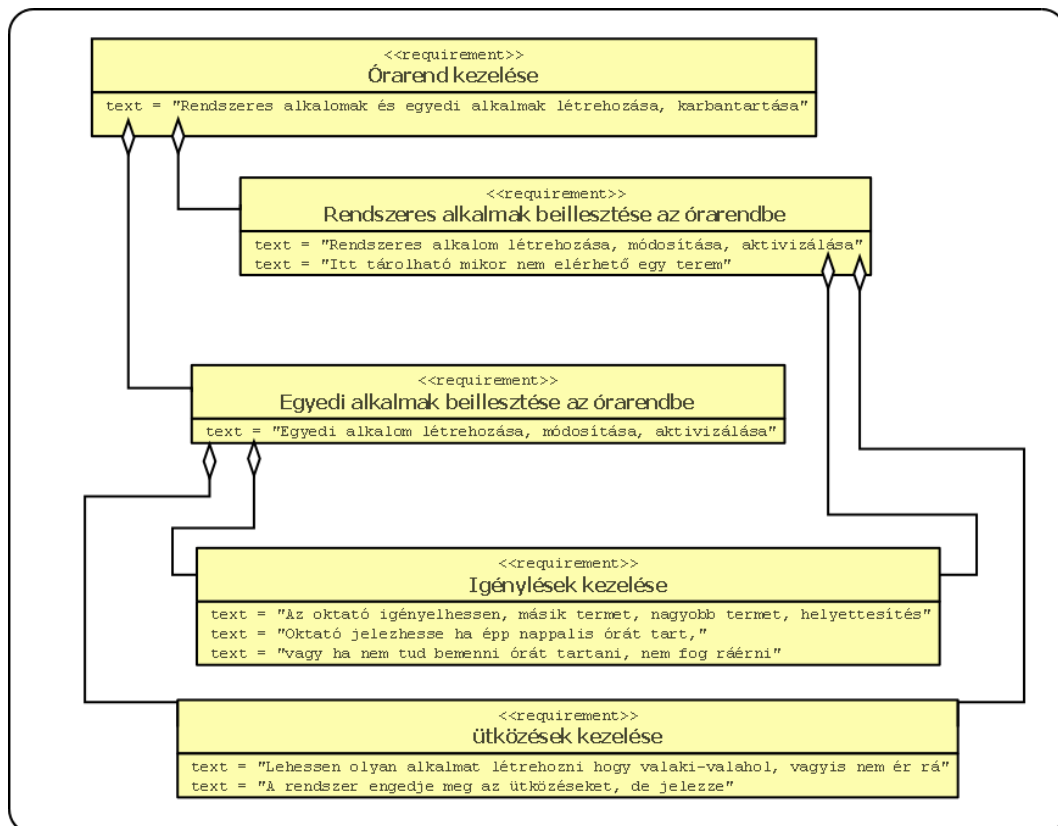 <<requirement>>
Órarend kezelése
text = "Rendszeres alkalomak és egyedi alkalmak létrehozása, karbantartása"
<<requirement>>
Rendszeres alkalmak beillesztése az órarendbe
text = "Rendszeres alkalom létrehozása, módosítása, aktivizálása"
text = "Itt tárolható mikor nem elérhető egy terem"
<<requirement>>
Egyedi alkalmak beillesztése az órarendbe
text = "Egyedi alkalom létrehozása, módosítása, aktivizálása"
<<requirement>>
Igénylések kezelése
text = "Az oktató igényelhessen, másik termet, nagyobb termet, helyettesítés"
text = "Oktató jelezhesse ha épp nappalis órát tart,"
text = "vagy ha nem tud bemenni órát tartani, nem fog ráérni"
<<requirement>>
ütközések kezelése
text = "Lehessen olyan alkalmat létrehozni hogy valaki-valahol, vagyis nem ér rá"
text = "A rendszer engedje meg az ütközéseket, de jelezze"